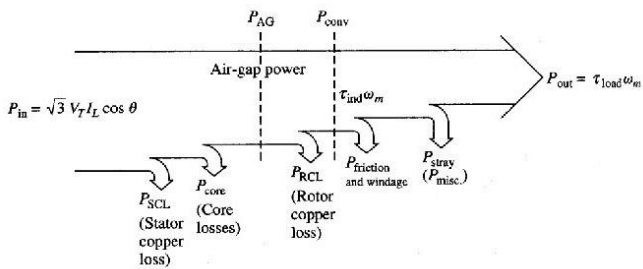 P_AG
P_conv
Air-gap power
P_out = τ_load ω_m
P_in = √3 V_T I_L cos θ
τ_ind ω_m
P_SCL
(Stator
copper
loss)
P_core
(Core
losses)
P_RCL
(Rotor
copper
loss)
P_friction
and windage
P_stray
(P_misc.)